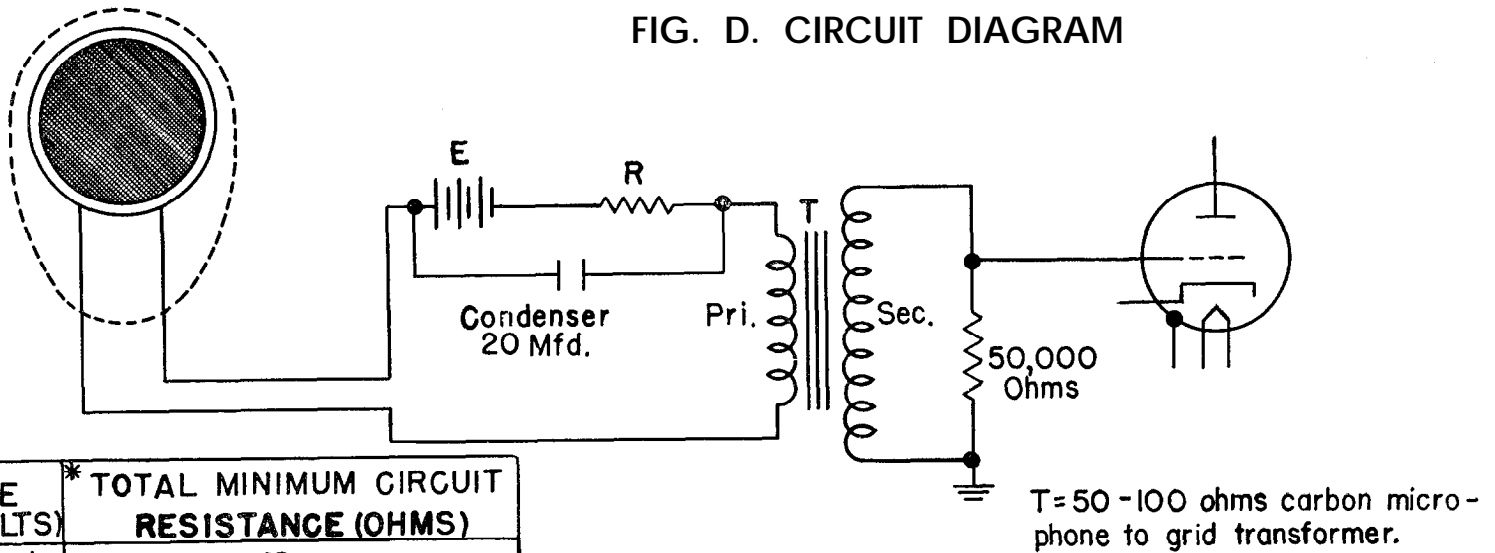 FIG. D. CIRCUIT DIAGRAM
E
R
T
Condenser
20 Mfd.
Pri.
Sec.
50,000
Ohms
E
* TOTAL MINIMUM CIRCUIT
LTS)
RESISTANCE (OHMS)
T=50-100 ohms carbon micro-
phone to grid transformer.